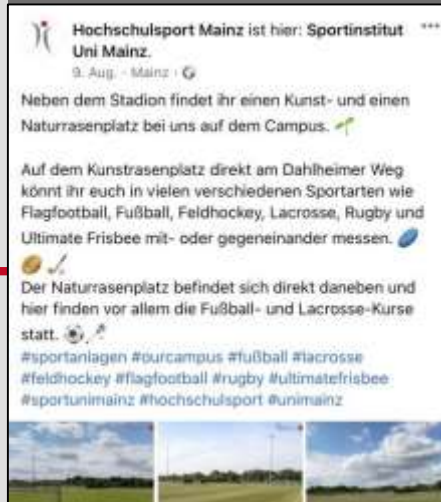 Hochschulsport Mainz ist hier: Sportinstitut
Uni Mainz.
9. Aug. · Mainz ·
Neben dem Stadion findet ihr einen Kunst- und einen
Naturrasenplatz bei uns auf dem Campus. 🌱
Auf dem Kunstrasenplatz direkt am Dahlheimer Weg
könnt ihr euch in vielen verschiedenen Sportarten wie
Flagfootball, Fußball, Feldhockey, Lacrosse, Rugby und
Ultimate Frisbee mit- oder gegeneinander messen. 🏉
🏈 🏑
Der Naturrasenplatz befindet sich direkt daneben und
hier finden vor allem die Fußball- und Lacrosse-Kurse
statt. ⚽ 🥍
#sportanlagen #ourcampus #fußball #lacrosse
#feldhockey #flagfootball #rugby #ultimatefrisbee
#sportunimainz #hochschulsport #unimainz